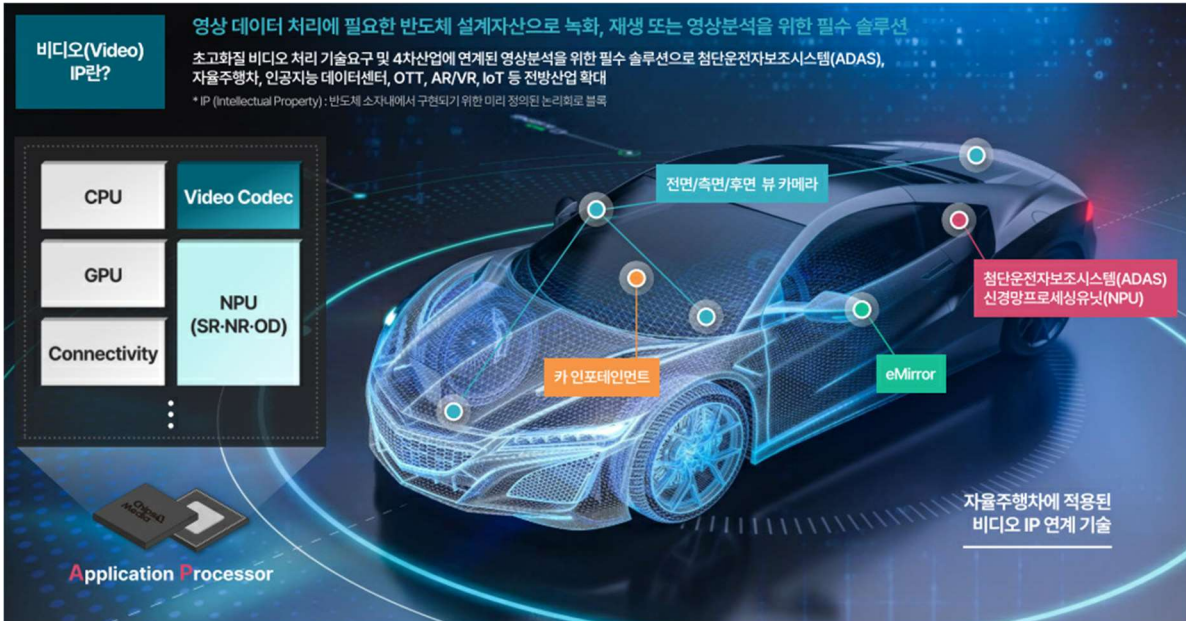 비디오(Video)
IP란?
영상 데이터 처리에 필요한 반도체 설계자산으로 녹화, 재생 또는 영상분석을 위한 필수 솔루션
초고화질 비디오 처리 기술요구 및 4차산업에 연계된 영상분석을 위한 필수 솔루션으로 첨단운전자보조시스템(ADAS),
자율주행차, 인공지능 데이터센터, OTT, AR/VR, IoT 등 전방산업 확대
* IP (Intellectual Property) : 반도체 소자내에서 구현되기 위한 미리 정의된 논리회로 블록
CPU
Video Codec
GPU
NPU
(SR·NR·OD)
Connectivity
Chips&
Media
Application Processor
전면/측면/후면 뷰 카메라
첨단운전자보조시스템(ADAS)
신경망프로세싱유닛(NPU)
카 인포테인먼트
eMirror
자율주행차에 적용된
비디오 IP 연계 기술